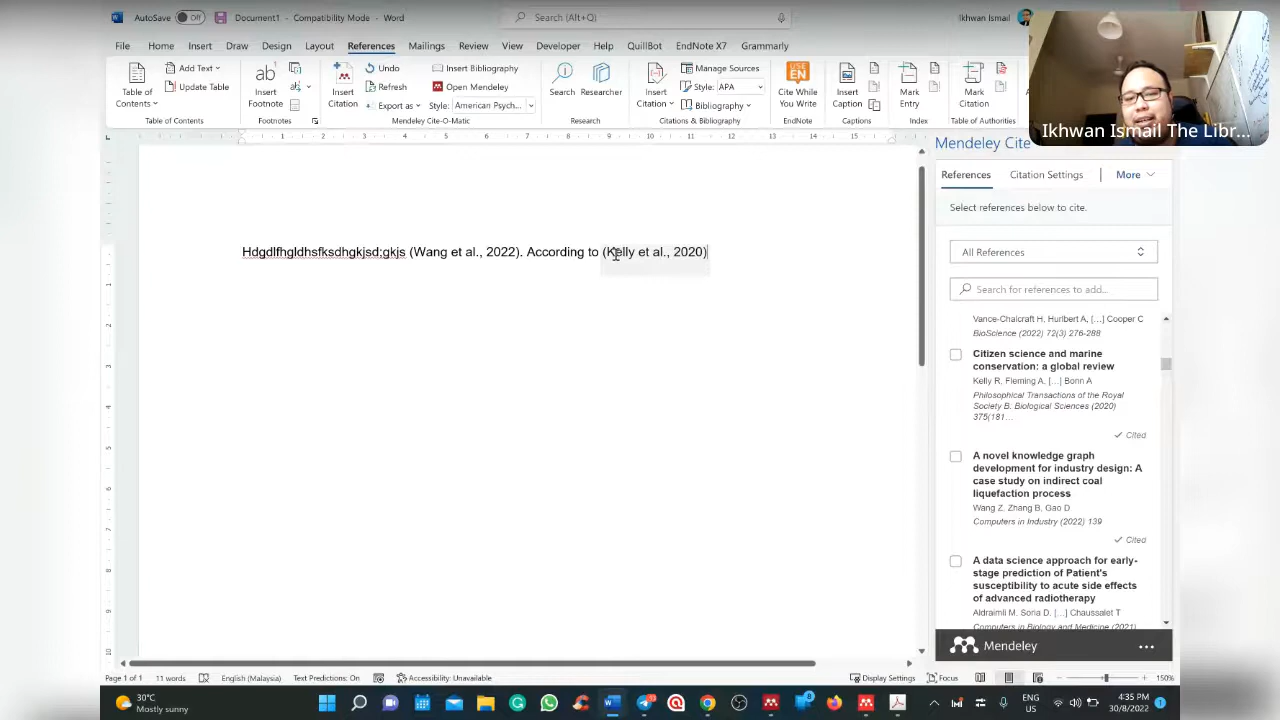 AutoSave Off Document1 - Compatibility Mode - Word Search (Alt+Q) Ikhwan Ismail
File Home Insert Draw Design Layout References Mailings Review View Developer Help QuillBot EndNote X7 Grammarly
Table of Contents
Add Text
Update Table
Table of Contents
ab
Insert Footnote
Footnotes
Insert Citation
Undo
Refresh
Export as
Insert Bibliography
Open Mendeley
Style: American Psych...
Mendeley Cite-O-Matic
Search
Researcher
Research
Insert Citation
Manage Sources
Style: APA
Bibliography
Citations & Bibliography
USE EN
Cite While You Write
EndNote
Insert Caption
Captions
Mark Entry
Index
Mark Citation
Table of Au
Ikhwan Ismail The Libr...
Hdgdlfhgldhsfksdhgkjsd;gkjs (Wang et al., 2022). According to (Kelly et al., 2020)
Mendeley Cite
References Citation Settings More
Select references below to cite.
All References
Search for references to add...
Vance-Chalcraft H, Hurlbert A, [...] Cooper C
BioScience (2022) 72(3) 276-288
Citizen science and marine
conservation: a global review
Kelly R, Fleming A, [...] Bonn A
Philosophical Transactions of the Royal
Society B: Biological Sciences (2020)
375(181...
Cited
A novel knowledge graph
development for industry design: A
case study on indirect coal
liquefaction process
Wang Z, Zhang B, Gao D
Computers in Industry (2022) 139
Cited
A data science approach for early-
stage prediction of Patient's
susceptibility to acute side effects
of advanced radiotherapy
Aldraimli M, Soria D, [...] Chaussalet T
Computers in Biology and Medicine (2021)
Mendeley
Page 1 of 1 11 words English (Malaysia) Text Predictions: On Accessibility: Unavailable Display Settings Focus 150%
30°C
Mostly sunny
ENG
US
4:35 PM
30/8/2022